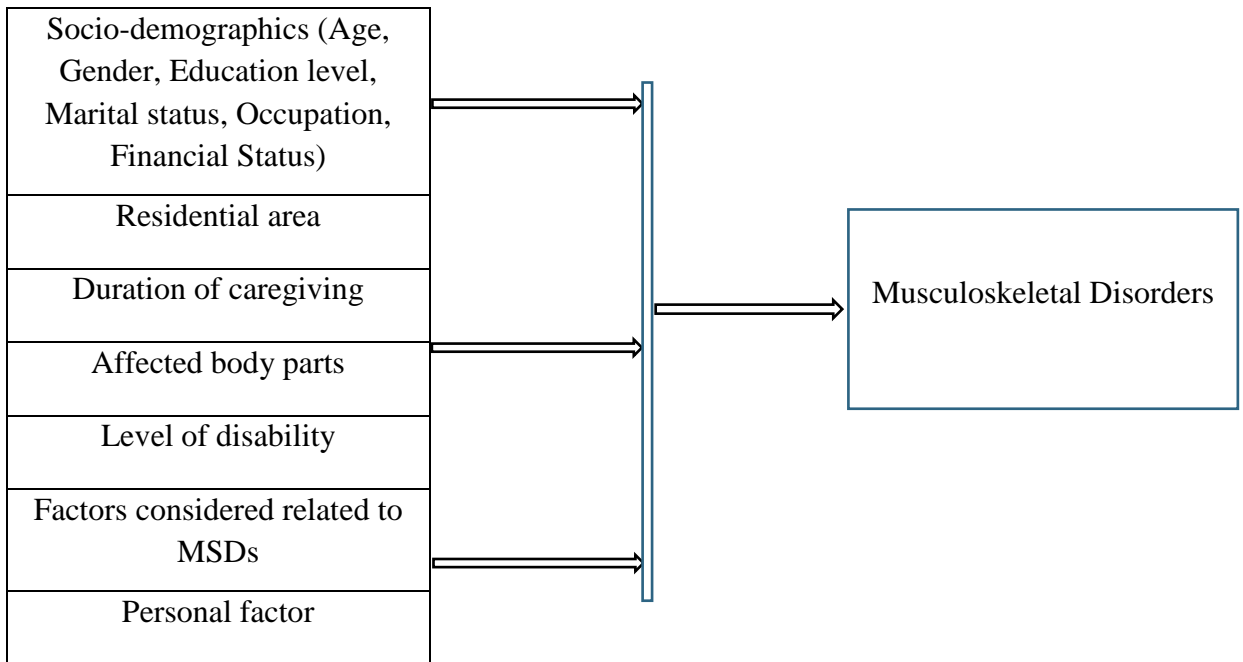 Socio-demographics (Age,
Gender, Education level,
Marital status, Occupation,
Financial Status)
Residential area
Duration of caregiving
Affected body parts
Level of disability
Factors considered related to
MSDs
Personal factor
Musculoskeletal Disorders